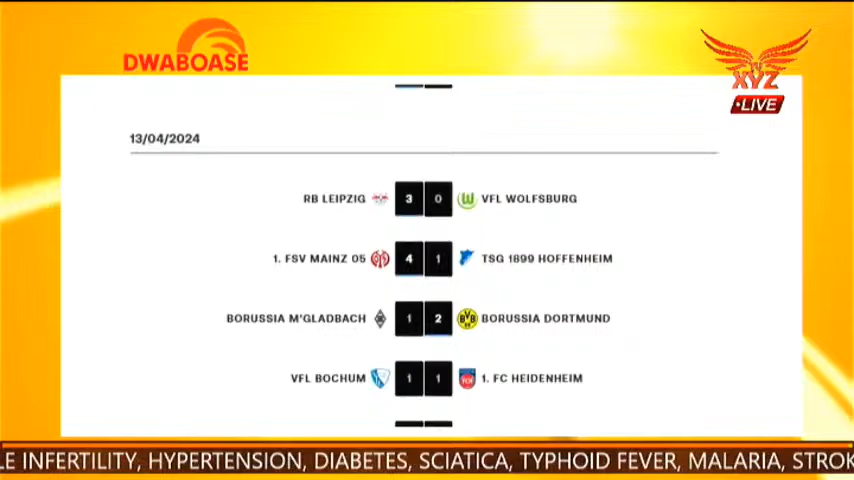 DWABOASE
XYZ
LIVE
13/04/2024
RB LEIPZIG 3 0 VFL WOLFSBURG
1. FSV MAINZ 05 4 1 TSG 1899 HOFFENHEIM
BORUSSIA M'GLADBACH 1 2 BORUSSIA DORTMUND
VFL BOCHUM 1 1 1. FC HEIDENHEIM
LE INFERTILITY, HYPERTENSION, DIABETES, SCIATICA, TYPHOID FEVER, MALARIA, STROK